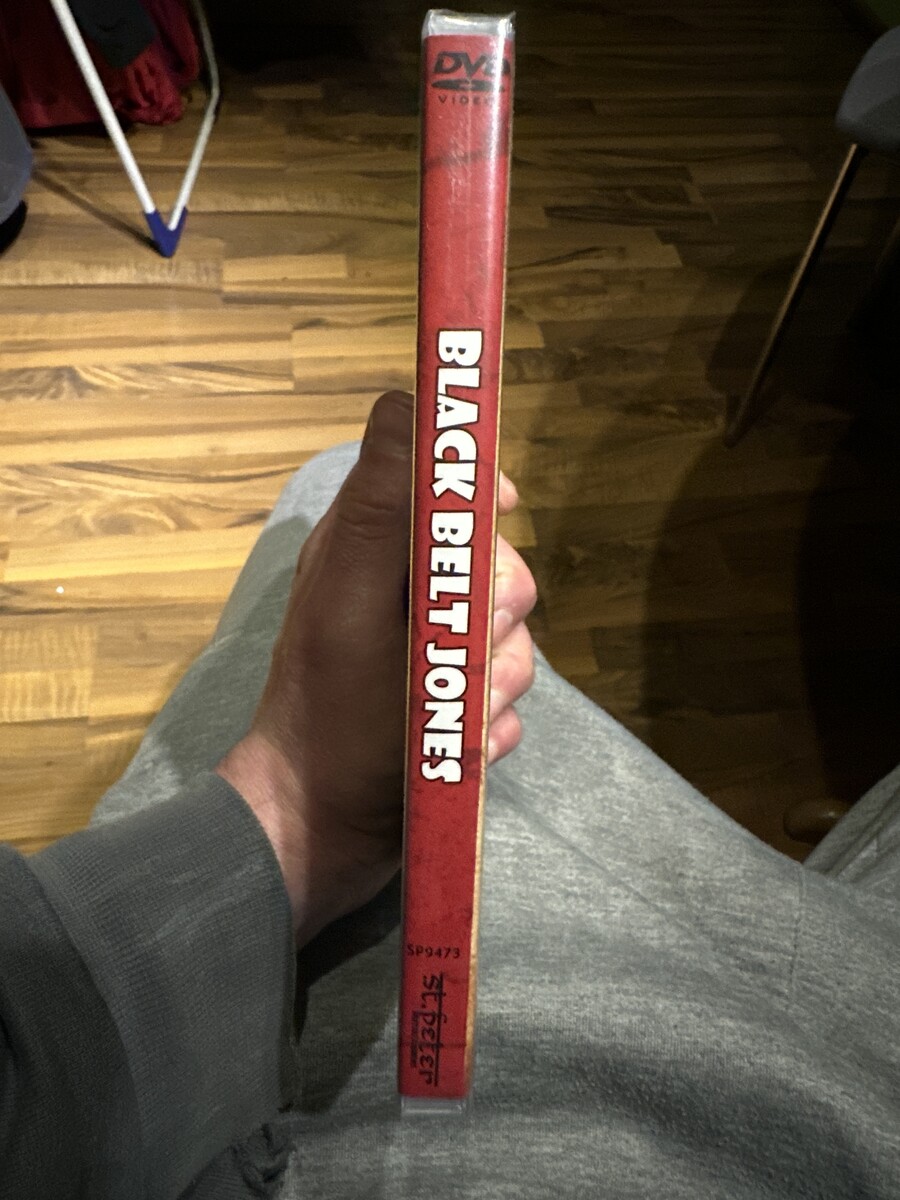 DVD
VIDEO
BLACK BELT JONES
SP9473
St. Peter